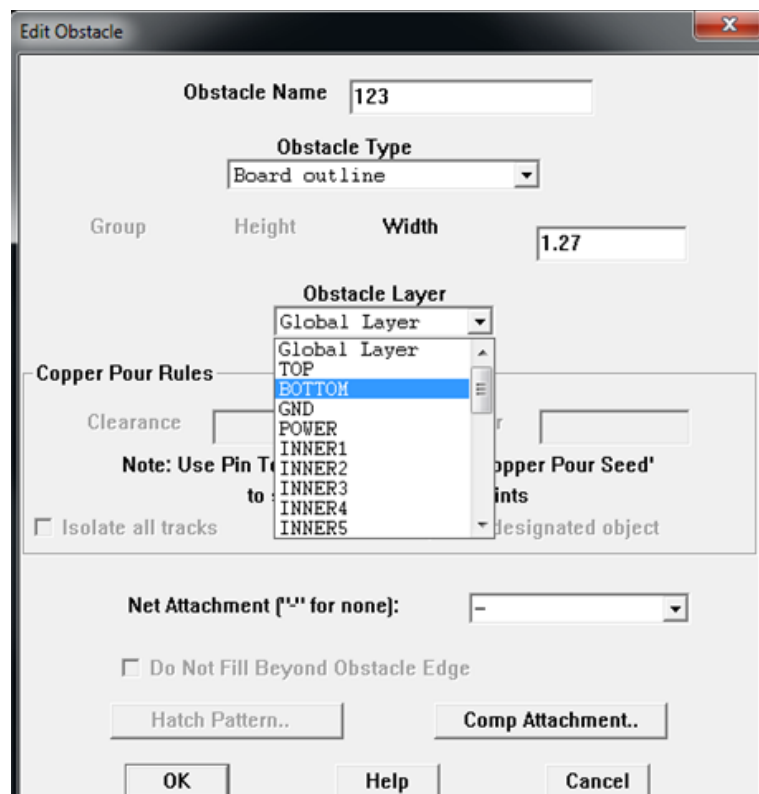 Edit Obstacle
Obstacle Name 123
Obstacle Type
Board outline
Group Height Width 1.27
Obstacle Layer
Global Layer
Global Layer
TOP
Copper Pour Rules
BOTTOM
GND
Clearance
POWER
INNER1
Note: Use Pin INNER2 Pour Seed'
INNER3
to
INNER4
Isolate all tracks INNER5 designated object
Net Attachment ("-" for none): -
Do Not Fill Beyond Obstacle Edge
Hatch Pattern.. Comp Attachment..
OK Help Cancel